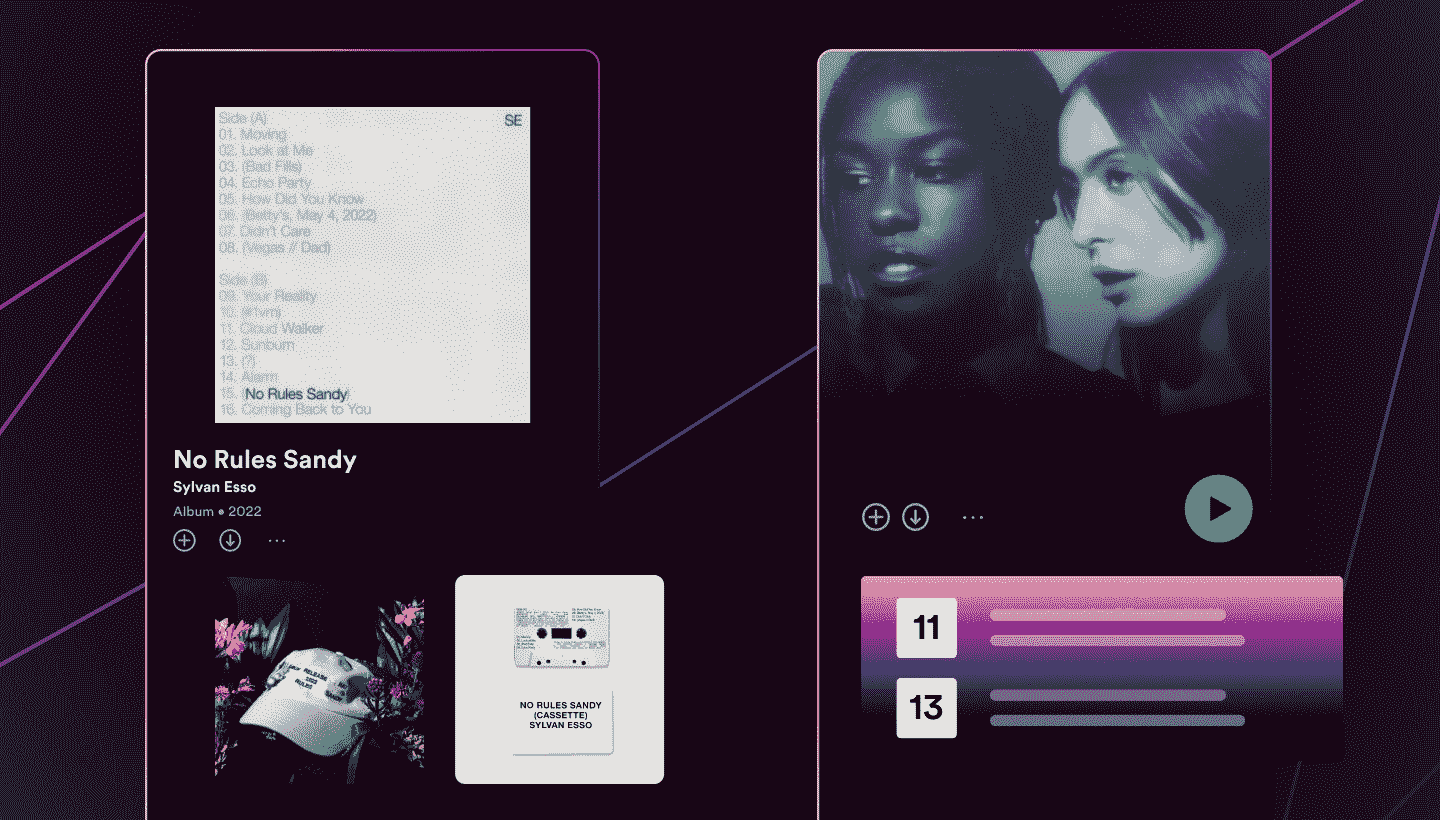 Side (A)
SE
01. Moving
02. Look at Me
03. (Bad Fills)
04. Echo Party
05. How Did You Know
06. (Betty's, May 4, 2022)
07. Didn't Care
08. (Vegas // Dad)
Side (B)
09. Your Reality
10. (#1vm)
11. Cloud Walker
12. Sunburn
13. (?)
14. Alarm
15. (No Rules Sandy)
16. Coming Back to You
No Rules Sandy
Sylvan Esso
Album • 2022
NO RULES SANDY
(CASSETTE)
SYLVAN ESSO
11
13